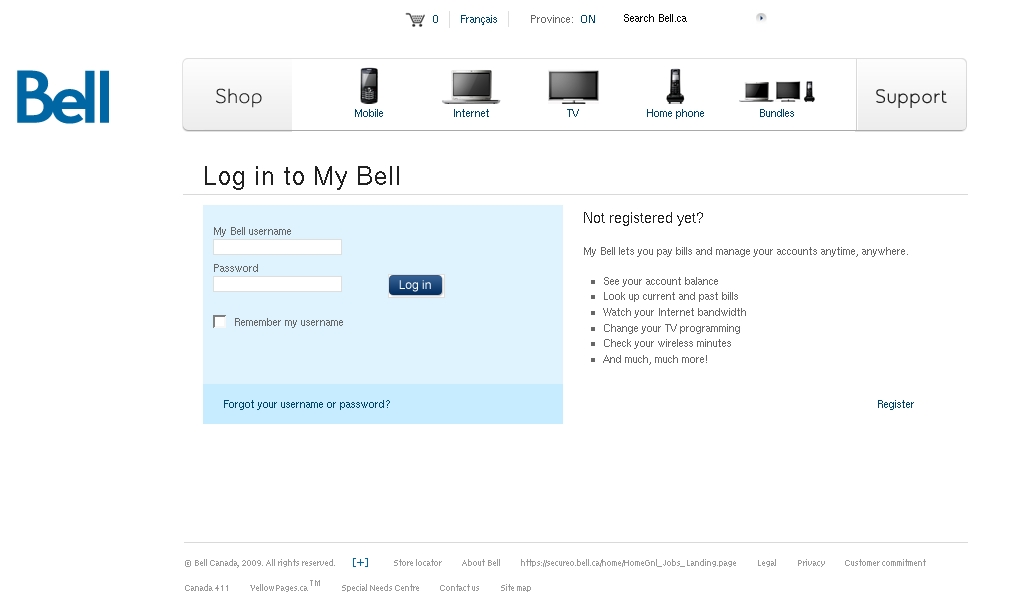 0 Français Province: ON Search Bell.ca
Bell
Shop
Mobile Internet TV Home phone Bundles
Support
Log in to My Bell
My Bell username
Password
Log in
Remember my username
Forgot your username or password?
Not registered yet?
My Bell lets you pay bills and manage your accounts anytime, anywhere.
See your account balance
Look up current and past bills
Watch your Internet bandwidth
Change your TV programming
Check your wireless minutes
And much, much more!
Register
© Bell Canada, 2009. All rights reserved. [+] Store locator About Bell https://secureo.bell.ca/home/HomeGnl_Jobs_Landing.page Legal Privacy Customer commitment
Canada 411 YellowPages.ca TM Special Needs Centre Contact us Site map